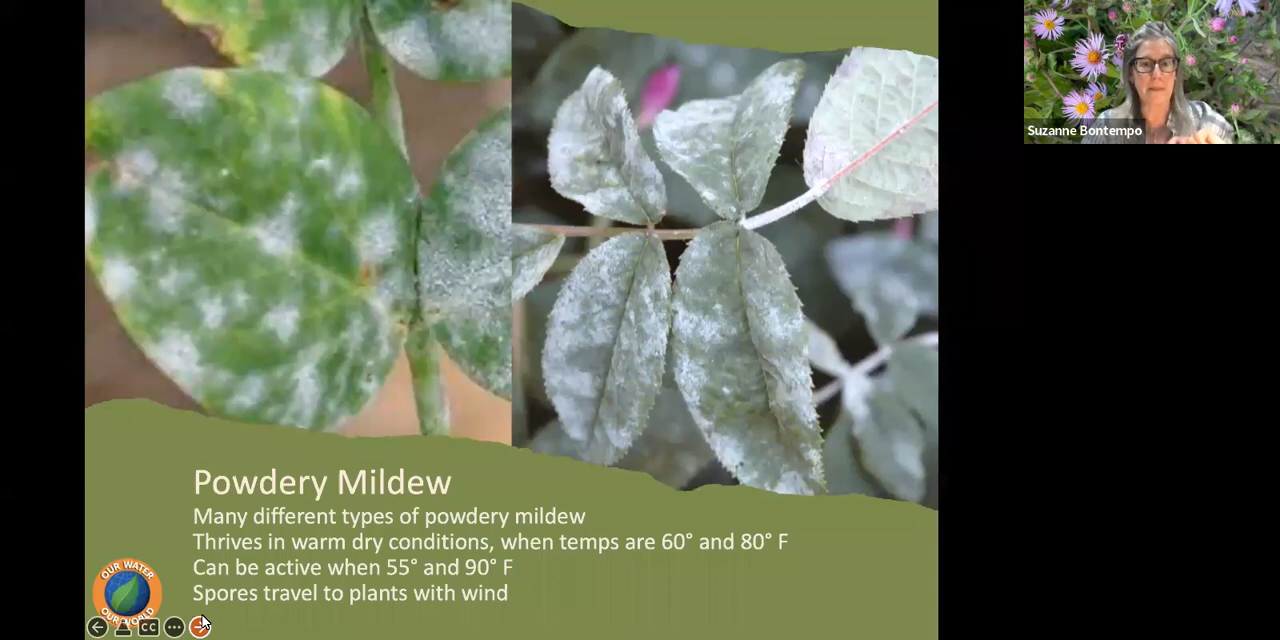 Suzanne Bontempo
Powdery Mildew
Many different types of powdery mildew
Thrives in warm dry conditions, when temps are 60° and 80° F
Can be active when 55° and 90° F
Spores travel to plants with wind
OUR WATER
OUR WORLD
CC